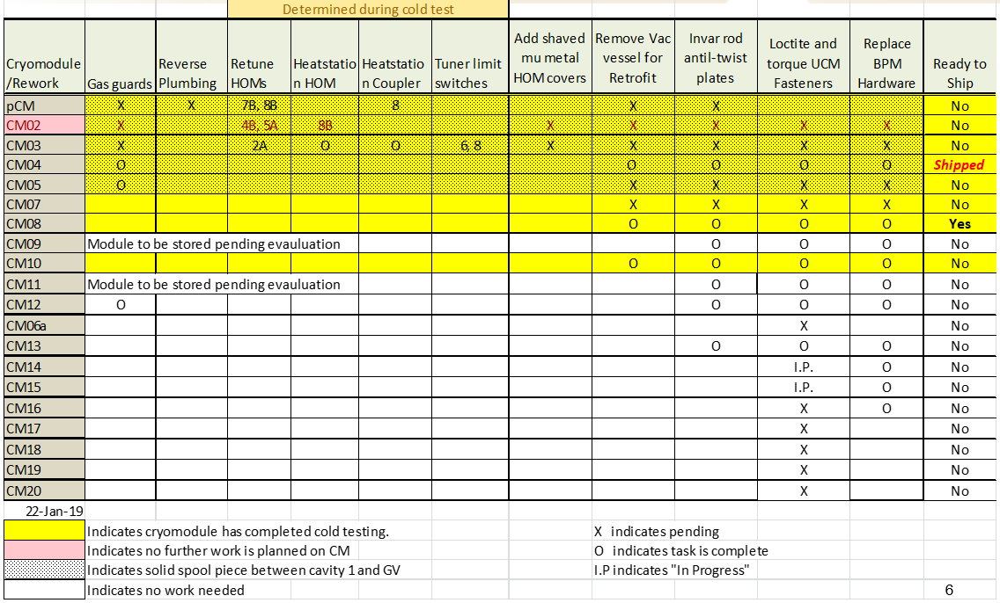 Determined during cold test
Cryomodule /Rework Gas guards Reverse Plumbing Retune HOMs Heatstatio n HOM Heatstatio n Coupler Tuner limit switches Add shaved mu metal HOM covers Remove Vac vessel for Retrofit Invar rod antil-twist plates Loctite and torque UCM Fasteners Replace BPM Hardware Ready to Ship
pCM X X 7B, 8B 8 X X No
CM02 X 4B, 5A 8B X X X X X No
CM03 X 2A O O 6, 8 X X X X X No
CM04 O O O O O Shipped
CM05 O X X X X No
CM07 X X X X No
CM08 O O O O Yes
CM09 Module to be stored pending evauluation O O O No
CM10 O O O O No
CM11 Module to be stored pending evauluation O O O No
CM12 O O O O No
CM06a X No
CM13 O O O No
CM14 I.P. O No
CM15 I.P. O No
CM16 X O No
CM17 X No
CM18 X No
CM19 X No
CM20 X No
22-Jan-19
Indicates cryomodule has completed cold testing. X indicates pending
Indicates no further work is planned on CM O indicates task is complete
Indicates solid spool piece between cavity 1 and GV I.P indicates "In Progress"
Indicates no work needed 6